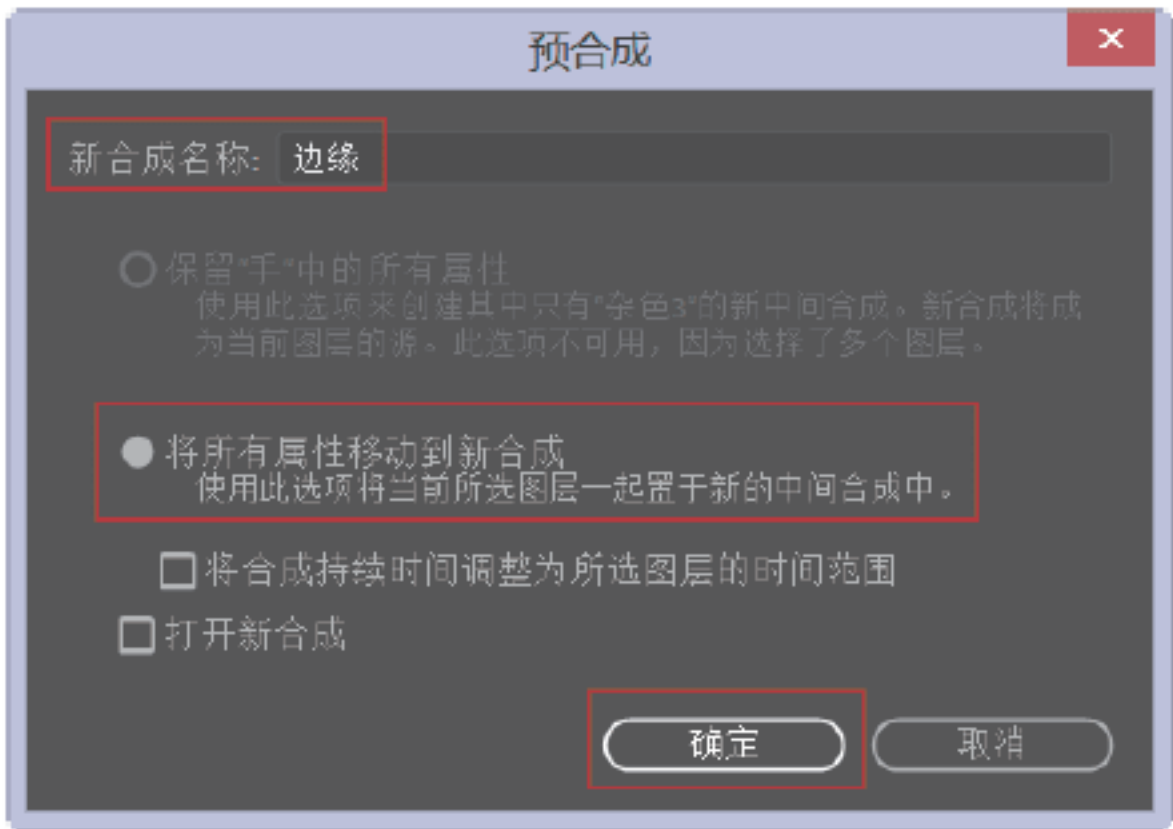 预合成
新合成名称: 边缘
保留"手"中的所有属性
使用此选项来创建其中只有"杂色3"的新中间合成。新合成将成
为当前图层的源。此选项不可用，因为选择了多个图层。
将所有属性移动到新合成
使用此选项将当前所选图层一起置于新的中间合成中。
将合成持续时间调整为所选图层的时间范围
打开新合成
确定 取消